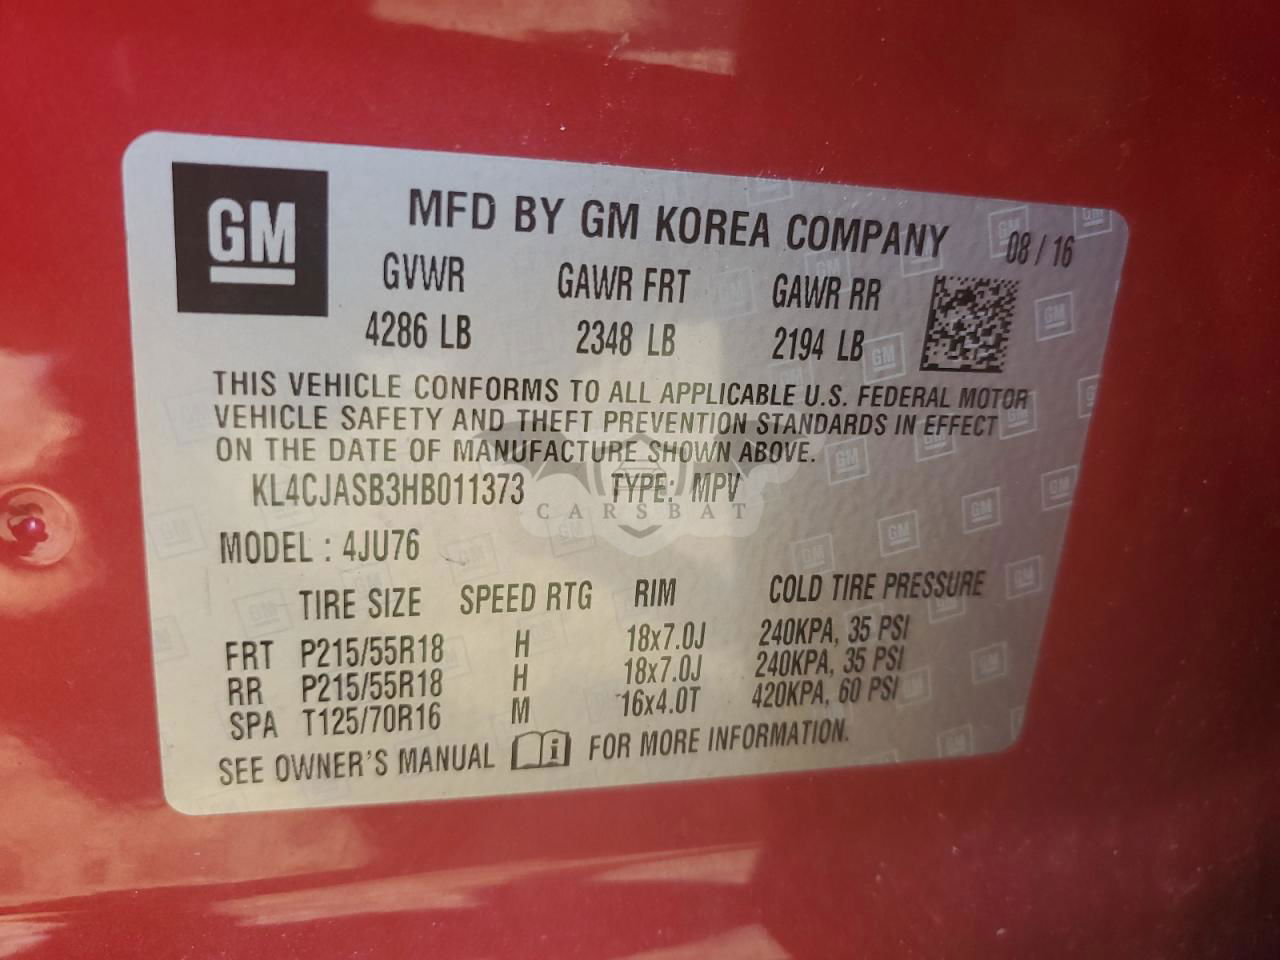 GM
MFD BY GM KOREA COMPANY 08 / 16
GVWR GAWR FRT GAWR RR
4286 LB 2348 LB 2194 LB
THIS VEHICLE CONFORMS TO ALL APPLICABLE U.S. FEDERAL MOTOR
VEHICLE SAFETY AND THEFT PREVENTION STANDARDS IN EFFECT
ON THE DATE OF MANUFACTURE SHOWN ABOVE.
KL4CJASB3HB011373 TYPE: MPV
CARSBAT
MODEL : 4JU76
TIRE SIZE SPEED RTG RIM COLD TIRE PRESSURE
FRT P215/55R18 H 18x7.0J 240KPA, 35 PSI
RR P215/55R18 H 18x7.0J 240KPA, 35 PSI
SPA T125/70R16 M 16x4.0T 420KPA, 60 PSI
SEE OWNER'S MANUAL i FOR MORE INFORMATION.